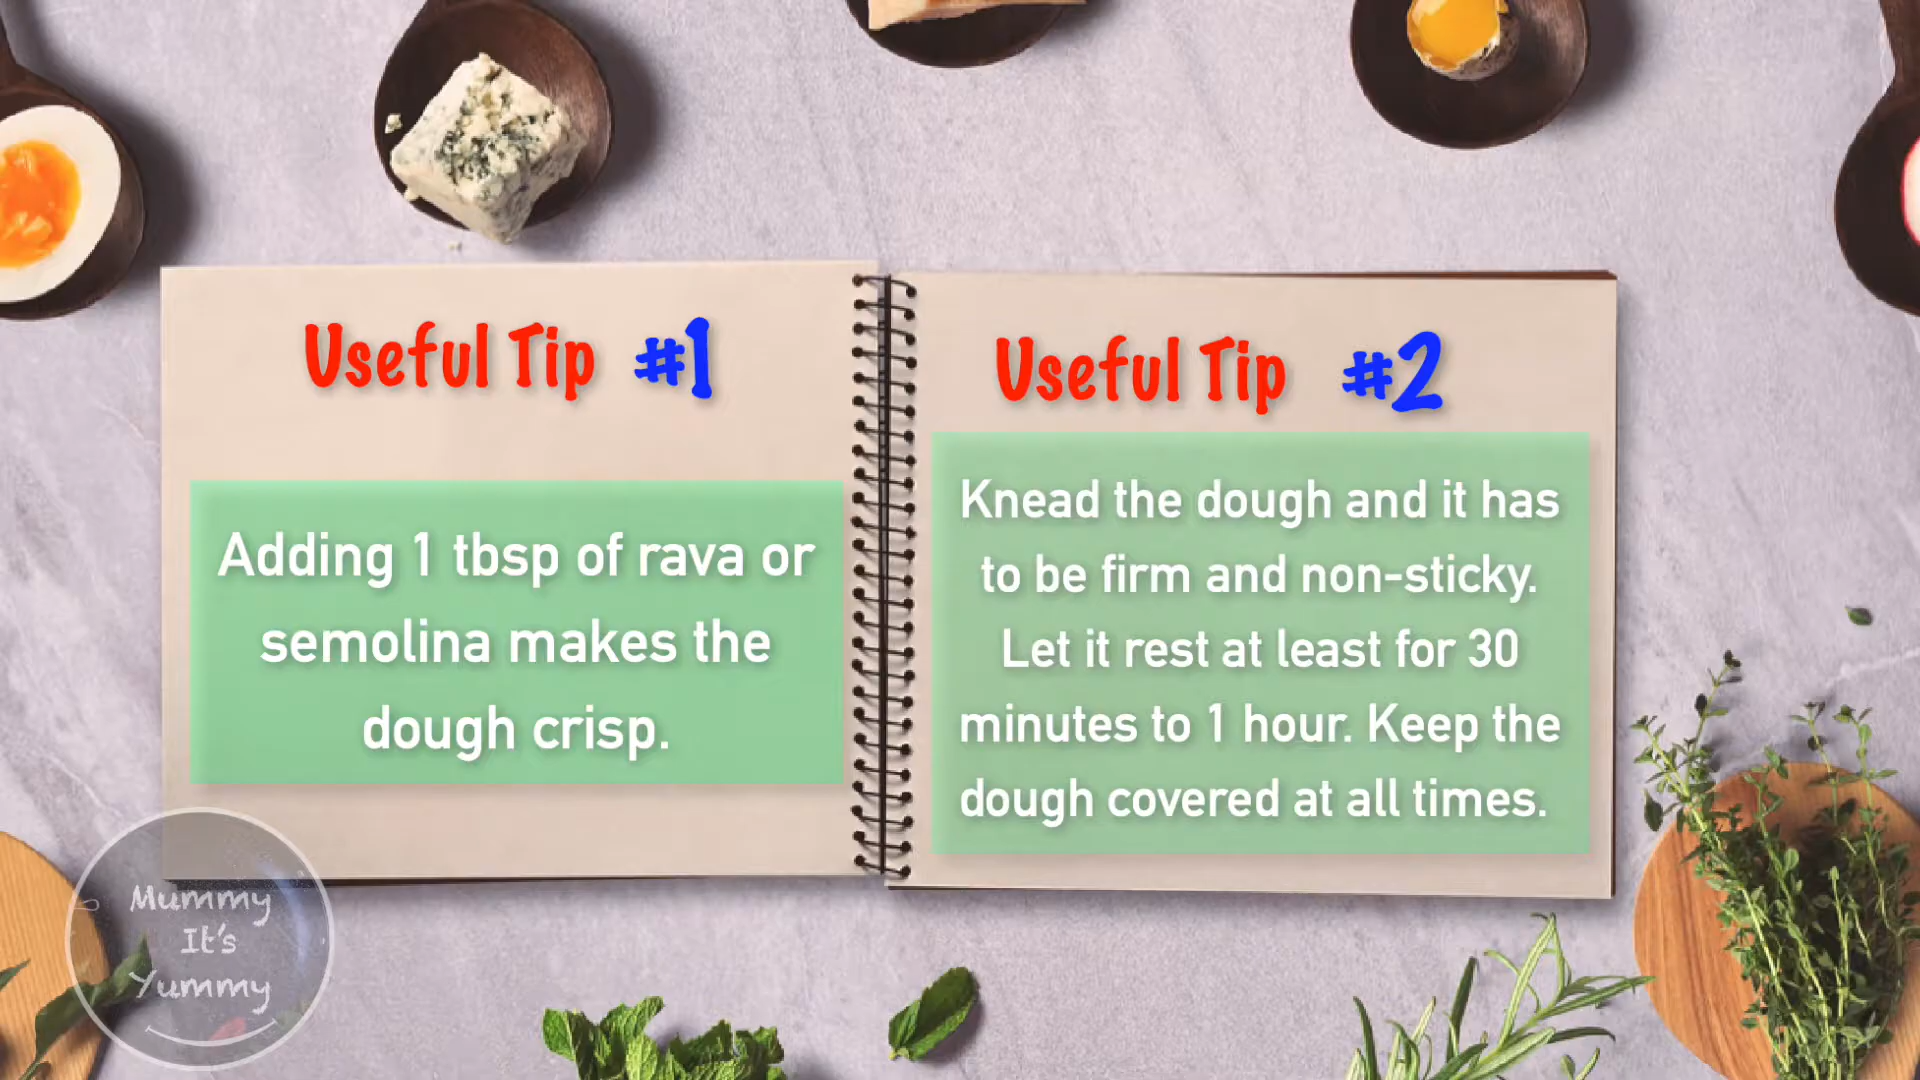 Useful Tip #1
Adding 1 tbsp of rava or
semolina makes the
dough crisp.
Useful Tip #2
Knead the dough and it has
to be firm and non-sticky.
Let it rest at least for 30
minutes to 1 hour. Keep the
dough covered at all times.
Mummy
It's
Yummy